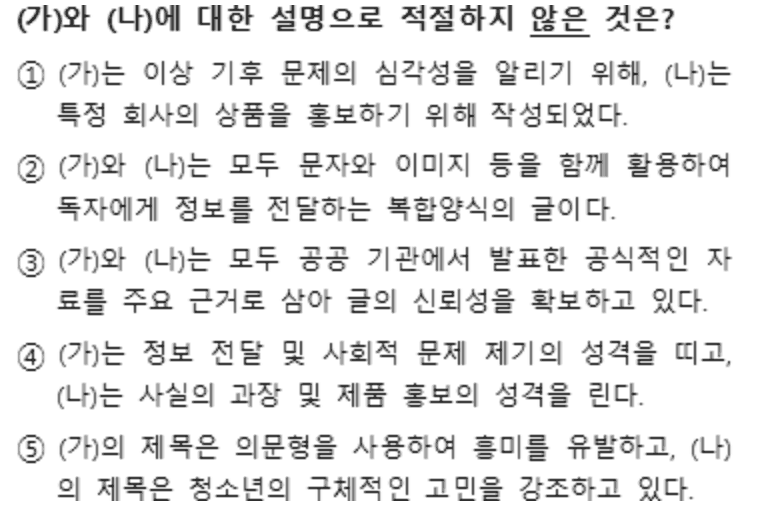 (가)와 (나)에 대한 설명으로 적절하지 않은 것은?
① (가)는 이상 기후 문제의 심각성을 알리기 위해, (나)는
특정 회사의 상품을 홍보하기 위해 작성되었다.
② (가)와 (나)는 모두 문자와 이미지 등을 함께 활용하여
독자에게 정보를 전달하는 복합양식의 글이다.
③ (가)와 (나)는 모두 공공 기관에서 발표한 공식적인 자
료를 주요 근거로 삼아 글의 신뢰성을 확보하고 있다.
④ (가)는 정보 전달 및 사회적 문제 제기의 성격을 띠고,
(나)는 사실의 과장 및 제품 홍보의 성격을 린다.
⑤ (가)의 제목은 의문형을 사용하여 흥미를 유발하고, (나)
의 제목은 청소년의 구체적인 고민을 강조하고 있다.